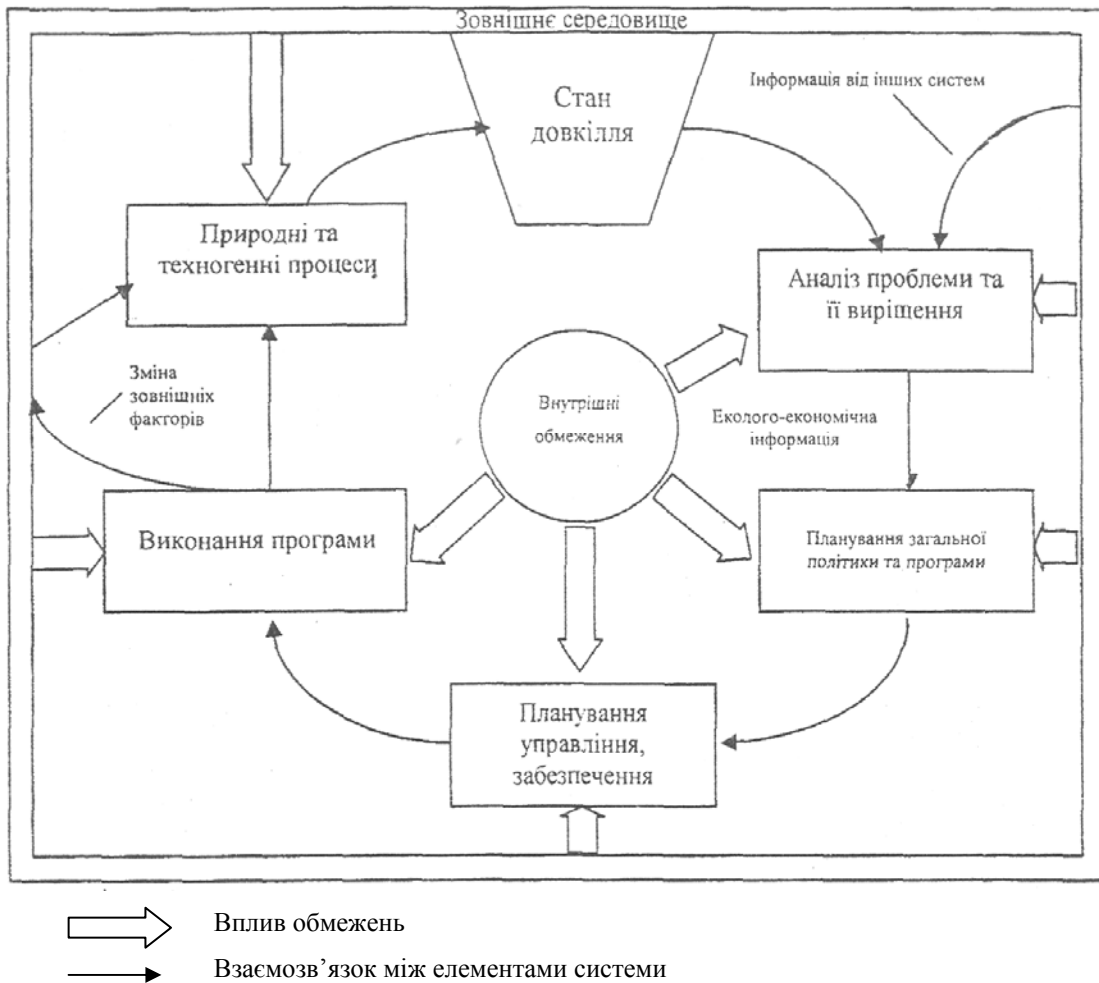 Зовнішнє середовище
Стан
довкілля
Інформація від інших систем
Природні та
техногенні процеси
Аналіз проблеми та
її вирішення
Зміна
зовнішніх
факторів
Внутрішні
обмеження
Еколого-економічна
інформація
Виконання програми
Планування загальної
політики та програми
Планування
управління,
забезпечення
Вплив обмежень
Взаємозв’язок між елементами системи